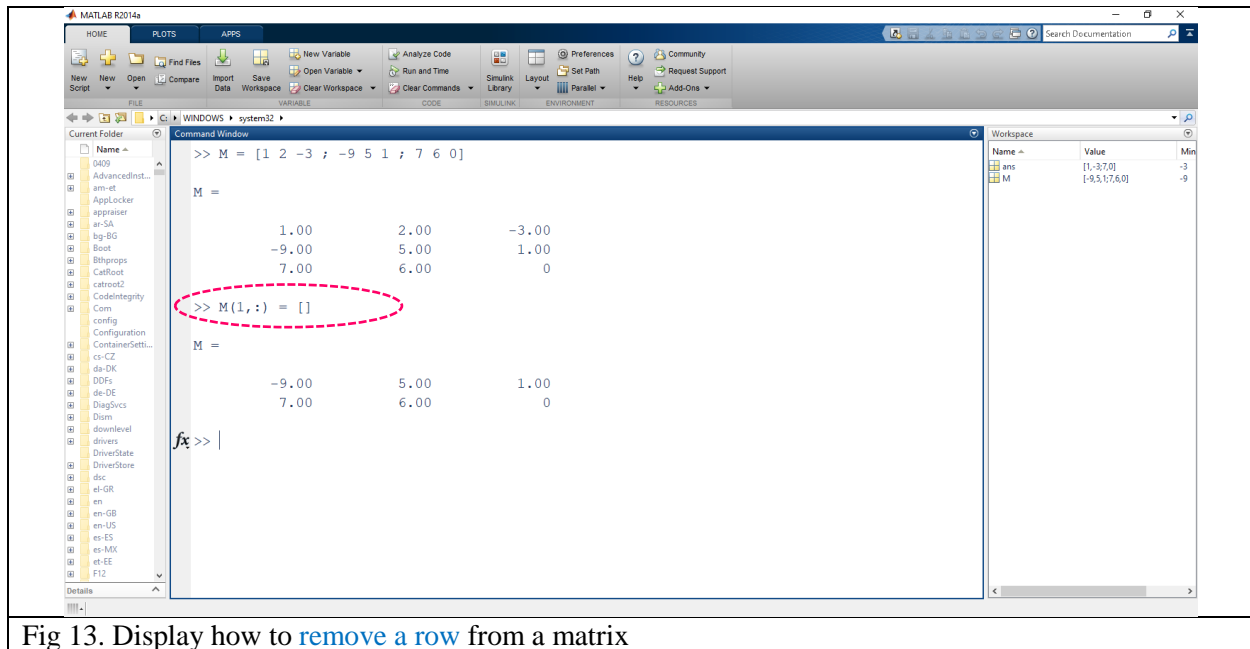 MATLAB R2014a
HOME PLOTS APPS
Search Documentation
New Script
New
Open
Find Files
Compare
Import Data
Save Workspace
New Variable
Open Variable
Clear Workspace
Analyze Code
Run and Time
Clear Commands
Simulink Library
Layout
Preferences
Set Path
Parallel
Help
Community
Request Support
Add-Ons
FILE VARIABLE CODE SIMULINK ENVIRONMENT RESOURCES
C: WINDOWS system32
Current Folder
Name
0409
AdvancedInst...
am-et
AppLocker
appraiser
ar-SA
bg-BG
Boot
Bthprops
CatRoot
catroot2
CodeIntegrity
Com
config
Configuration
ContainerSetti...
cs-CZ
da-DK
DDFs
de-DE
DiagSvcs
Dism
downlevel
drivers
DriverState
DriverStore
dsc
el-GR
en
en-GB
en-US
es-ES
es-MX
et-EE
F12
Details
Command Window
>> M = [1 2 -3 ; -9 5 1 ; 7 6 0]
M =
1.00 2.00 -3.00
-9.00 5.00 1.00
7.00 6.00 0
>> M(1,:) = []
M =
-9.00 5.00 1.00
7.00 6.00 0
fx >>
Workspace
Name Value Min
ans [1,-3;7,0] -3
M [-9,5,1;7,6,0] -9
Fig 13. Display how to remove a row from a matrix